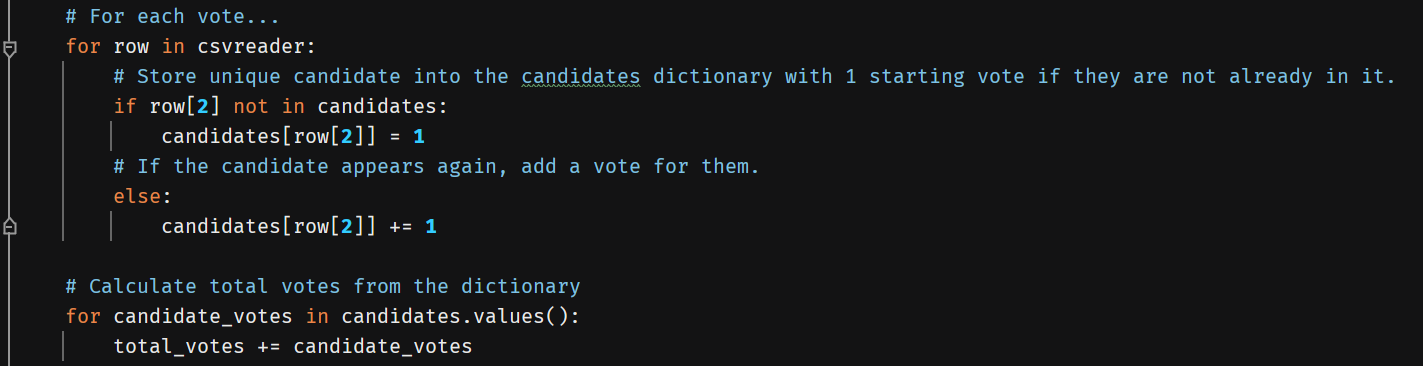 # For each vote...
for row in csvreader:
# Store unique candidate into the candidates dictionary with 1 starting vote if they are not already in it.
if row[2] not in candidates:
candidates[row[2]] = 1
# If the candidate appears again, add a vote for them.
else:
candidates[row[2]] += 1
# Calculate total votes from the dictionary
for candidate_votes in candidates.values():
total_votes += candidate_votes